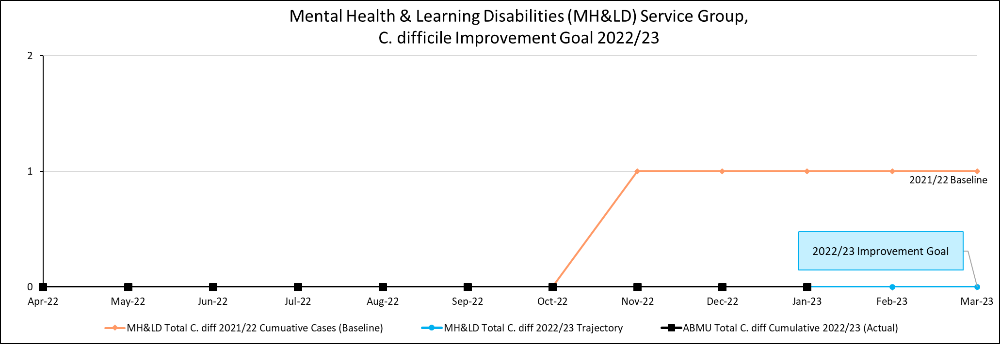 Mental Health & Learning Disabilities (MH&LD) Service Group,
C. difficile Improvement Goal 2022/23
2
1
2021/22 Baseline
2022/23 Improvement Goal
0
Apr-22 May-22 Jun-22 Jul-22 Aug-22 Sep-22 Oct-22 Nov-22 Dec-22 Jan-23 Feb-23 Mar-23
MH&LD Total C. diff 2021/22 Cumuative Cases (Baseline) MH&LD Total C. diff 2022/23 Trajectory ABMU Total C. diff Cumulative 2022/23 (Actual)